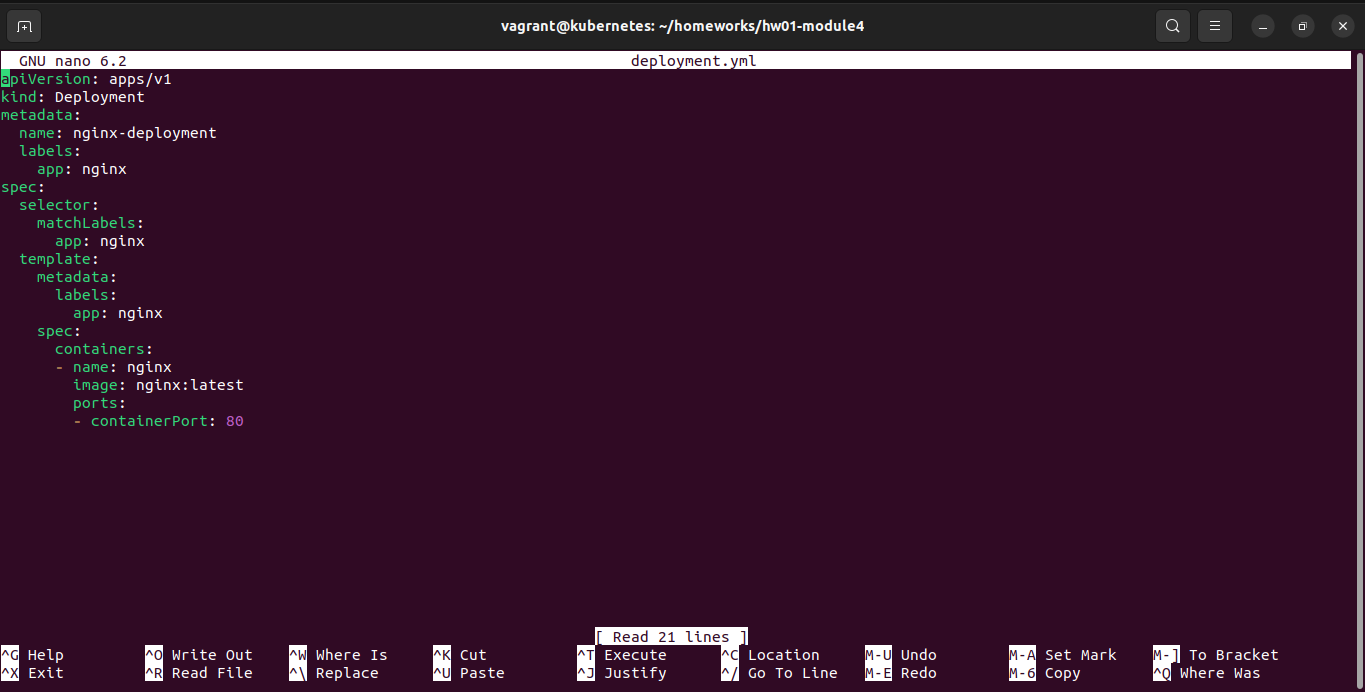 vagrant@kubernetes: ~/homeworks/hw01-module4
GNU nano 6.2 deployment.yml
apiVersion: apps/v1
kind: Deployment
metadata:
  name: nginx-deployment
  labels:
    app: nginx
spec:
  selector:
    matchLabels:
      app: nginx
  template:
    metadata:
      labels:
        app: nginx
    spec:
      containers:
      - name: nginx
        image: nginx:latest
        ports:
        - containerPort: 80
[ Read 21 lines ]
^G Help ^O Write Out ^W Where Is ^K Cut ^T Execute ^C Location M-U Undo M-A Set Mark M-] To Bracket
^X Exit ^R Read File ^\ Replace ^U Paste ^J Justify ^/ Go To Line M-E Redo M-6 Copy ^Q Where Was